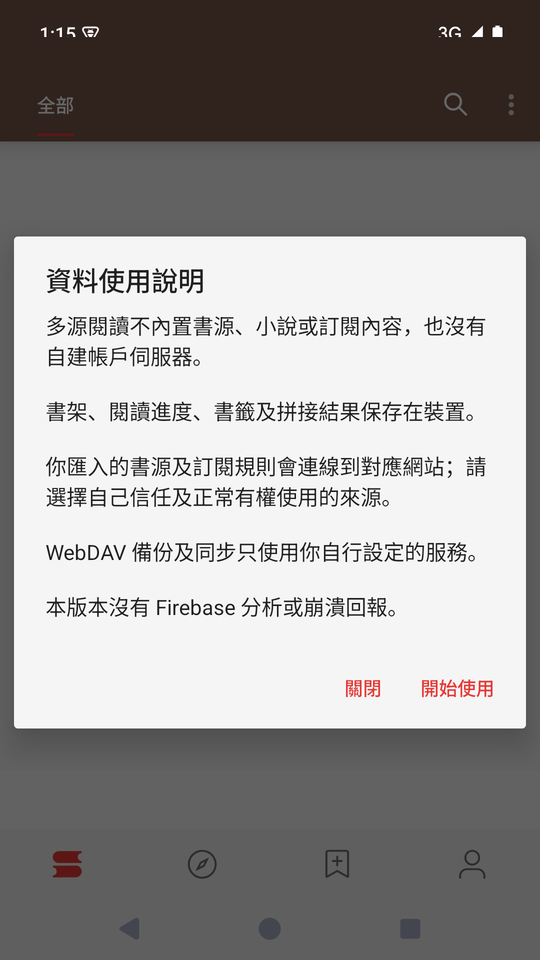 1:15
3G
全部
資料使用說明
多源閱讀不內置書源、小說或訂閱內容，也沒有
自建帳戶伺服器。
書架、閱讀進度、書籤及拼接結果保存在裝置。
你匯入的書源及訂閱規則會連線到對應網站；請
選擇自己信任及正常有權使用的來源。
WebDAV 備份及同步只使用你自行設定的服務。
本版本沒有 Firebase 分析或崩潰回報。
關閉
開始使用